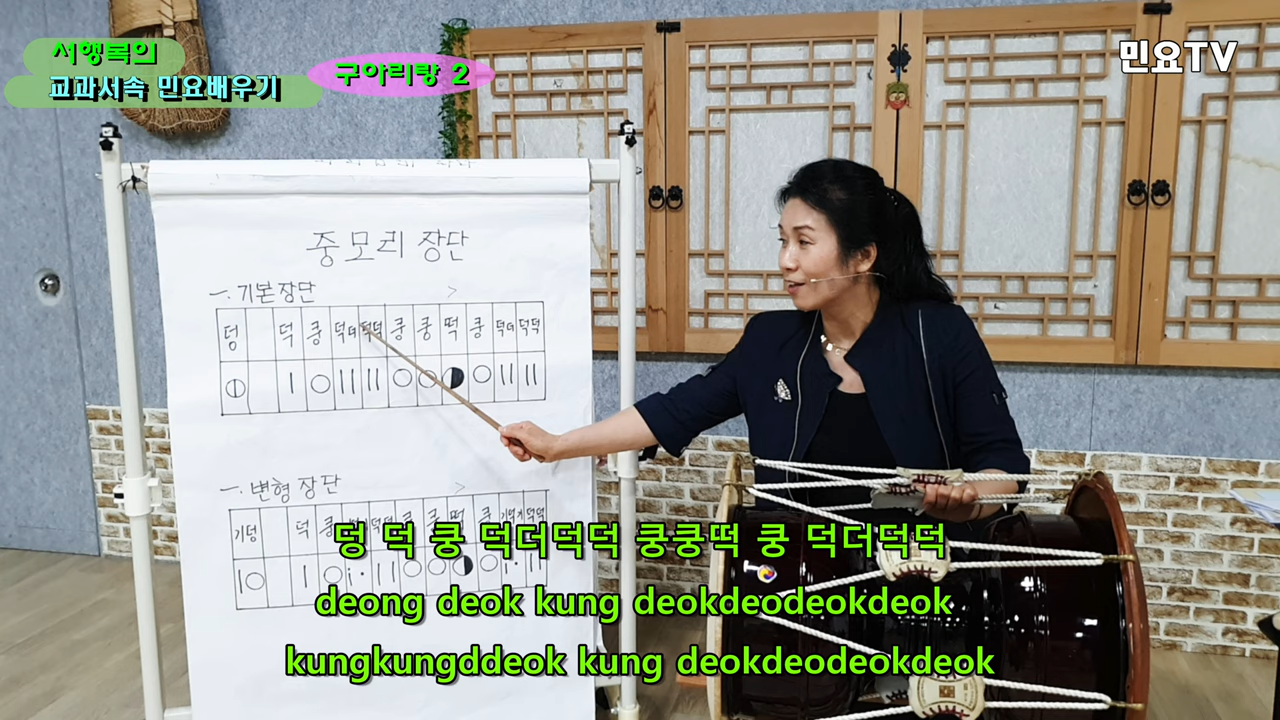 서행록의
교과서속 민요배우기
구아리랑 2
민요TV
중모리 장단
一. 기본장단
덩 덕 쿵 덕더 덕덕 쿵 쿵 떡 쿵 덕더 덕덕
一. 변형장단
기덩 덕 쿵
덩 덕 쿵 덕더덕덕 쿵쿵떡 쿵 덕더덕덕
deong deok kung deokdeodeokdeok
kungkungddeok kung deokdeodeokdeok